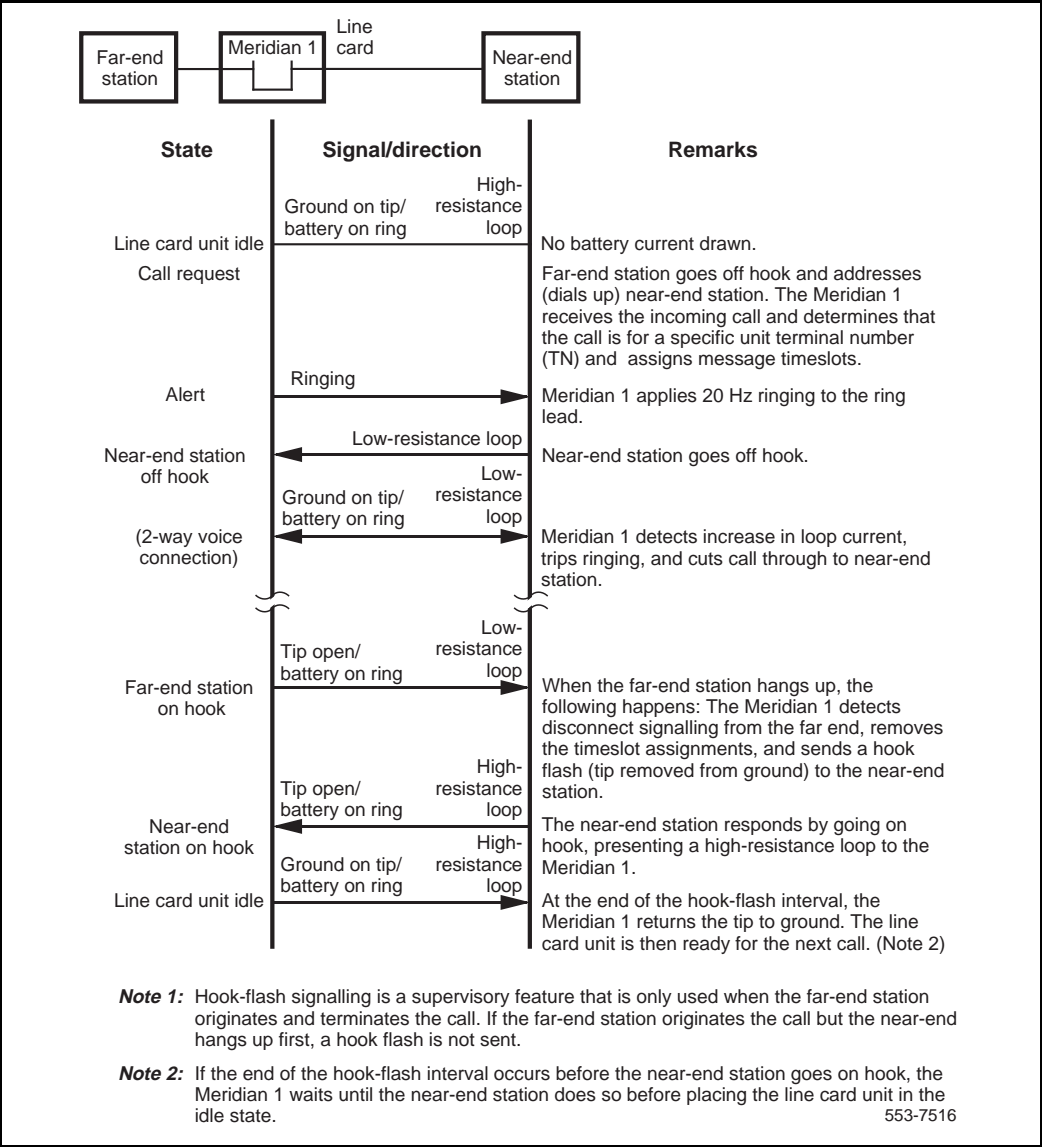 Far-end
station
Meridian 1
Line
card
Near-end
station
State
Signal/direction
Remarks
Line card unit idle
Ground on tip/
battery on ring
High-
resistance
loop
No battery current drawn.
Call request
Far-end station goes off hook and addresses
(dials up) near-end station. The Meridian 1
receives the incoming call and determines that
the call is for a specific unit terminal number
(TN) and assigns message timeslots.
Alert
Ringing
Meridian 1 applies 20 Hz ringing to the ring
lead.
Near-end station
off hook
Low-resistance loop
Near-end station goes off hook.
(2-way voice
connection)
Ground on tip/
battery on ring
Low-
resistance
loop
Meridian 1 detects increase in loop current,
trips ringing, and cuts call through to near-end
station.
Far-end station
on hook
Tip open/
battery on ring
Low-
resistance
loop
When the far-end station hangs up, the
following happens: The Meridian 1 detects
disconnect signalling from the far end, removes
the timeslot assignments, and sends a hook
flash (tip removed from ground) to the near-end
station.
Near-end
station on hook
Tip open/
battery on ring
High-
resistance
loop
The near-end station responds by going on
hook, presenting a high-resistance loop to the
Meridian 1.
Line card unit idle
Ground on tip/
battery on ring
High-
resistance
loop
At the end of the hook-flash interval, the
Meridian 1 returns the tip to ground. The line
card unit is then ready for the next call. (Note 2)
Note 1: Hook-flash signalling is a supervisory feature that is only used when the far-end station
originates and terminates the call. If the far-end station originates the call but the near-end
hangs up first, a hook flash is not sent.
Note 2: If the end of the hook-flash interval occurs before the near-end station goes on hook, the
Meridian 1 waits until the near-end station does so before placing the line card unit in the
idle state.
553-7516